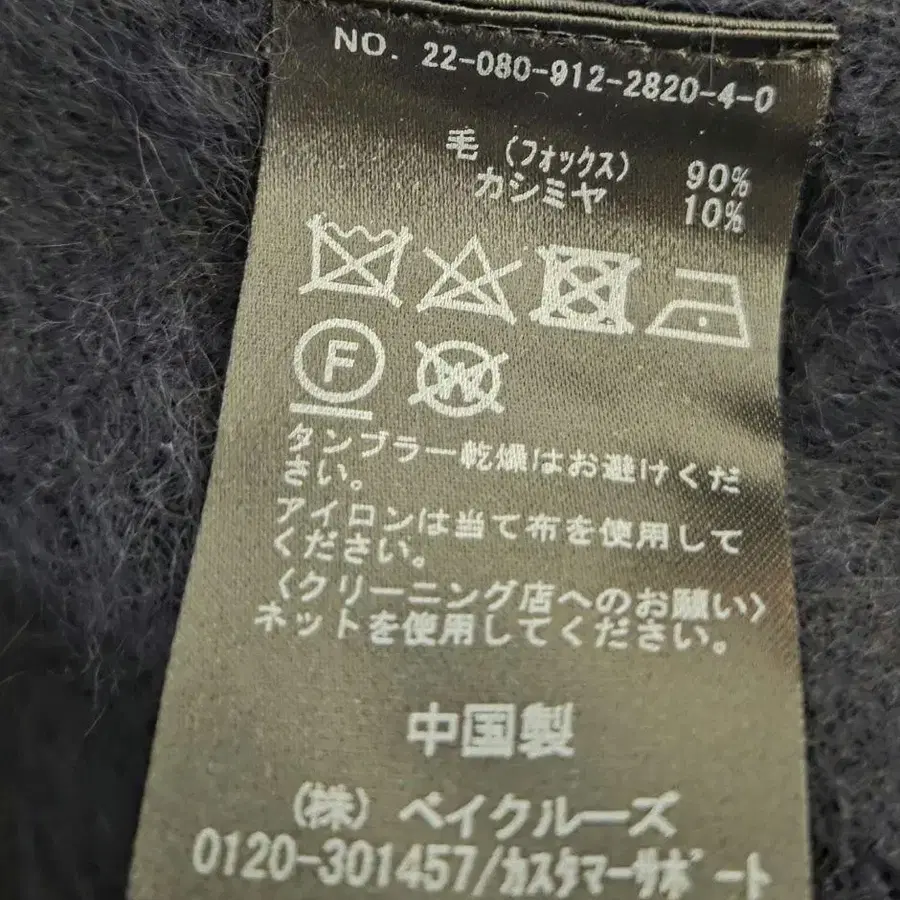 NO. 22-080-912-2820-4-0
毛 (フォックス) 90%
カシミヤ 10%
F
W
タンブラー乾燥はお避けくだ
さい。
アイロンは当て布を使用して
ください。
〈クリーニング店へのお願い〉
ネットを使用してください。
中国製
(株) ベイクルーズ
0120-301457/カスタマーサポート